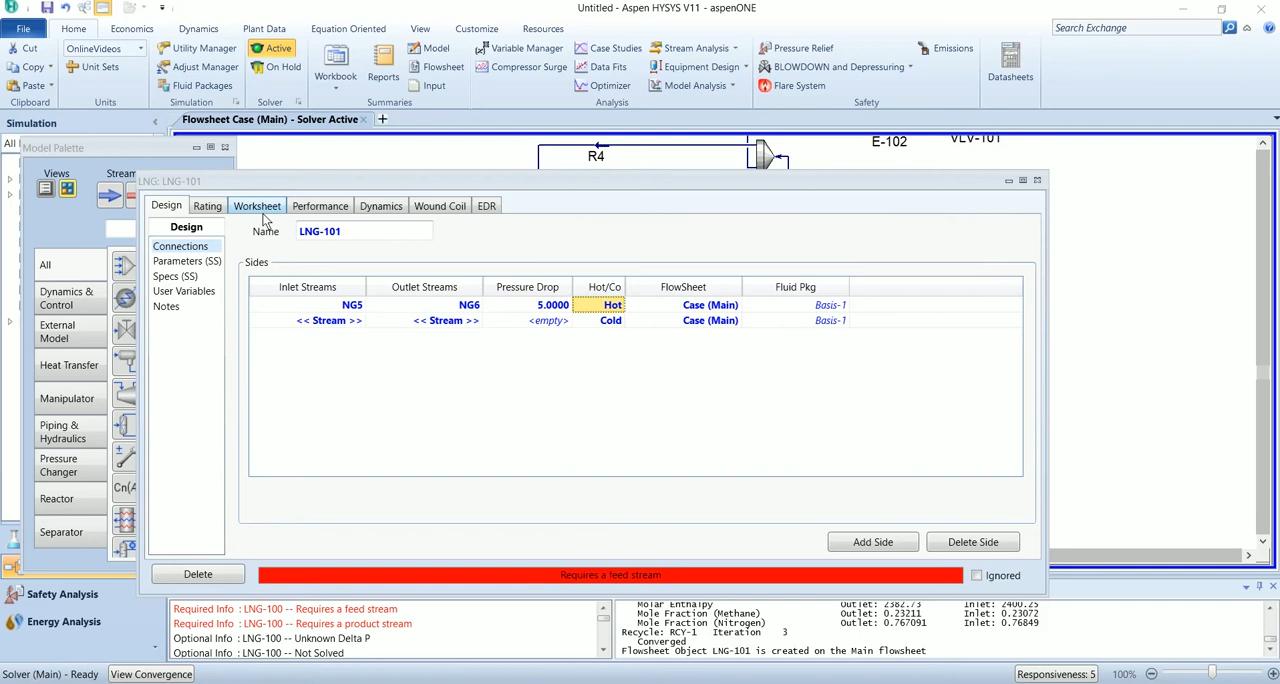 Untitled - Aspen HYSYS V11 - aspenONE
File Home Economics Dynamics Plant Data Equation Oriented View Customize Resources Search Exchange
Cut OnlineVideos Utility Manager Active Model Variable Manager Case Studies Stream Analysis Pressure Relief Emissions
Copy Unit Sets Adjust Manager On Hold Workbook Reports Flowsheet Compressor Surge Data Fits Equipment Design BLOWDOWN and Depressuring Datasheets
Paste Fluid Packages Input Optimizer Model Analysis Flare System
Clipboard Units Simulation Solver Summaries Analysis Safety
Simulation Flowsheet Case (Main) - Solver Active
All
Model Palette
Views
E-102
VLV-101
R4
LNG: LNG-101
Design Rating Worksheet Performance Dynamics Wound Coil EDR
Design
Connections
Parameters (SS)
Specs (SS)
User Variables
Notes
Name LNG-101
Sides
Inlet Streams Outlet Streams Pressure Drop Hot/Co FlowSheet Fluid Pkg
NG5 NG6 5.0000 Hot Case (Main) Basis-1
<< Stream >> << Stream >> <empty> Cold Case (Main) Basis-1
Add Side Delete Side
Delete Requires a feed stream Ignored
All
Dynamics & Control
External Model
Heat Transfer
Manipulator
Piping & Hydraulics
Pressure Changer
Reactor
Separator
Safety Analysis
Energy Analysis
Required Info : LNG-100 -- Requires a feed stream
Required Info : LNG-100 -- Requires a product stream
Optional Info : LNG-100 -- Unknown Delta P
Optional Info : LNG-100 -- Not Solved
Molar Enthalpy Outlet: 2382.73 Inlet: 2400.25
Mole Fraction (Methane) Outlet: 0.23211 Inlet: 0.23072
Mole Fraction (Nitrogen) Outlet: 0.767091 Inlet: 0.76849
Recycle: RCY-1 Iteration 3
Converged
Flowsheet Object LNG-101 is created on the Main flowsheet
Solver (Main) - Ready View Convergence Responsiveness: 5 100%